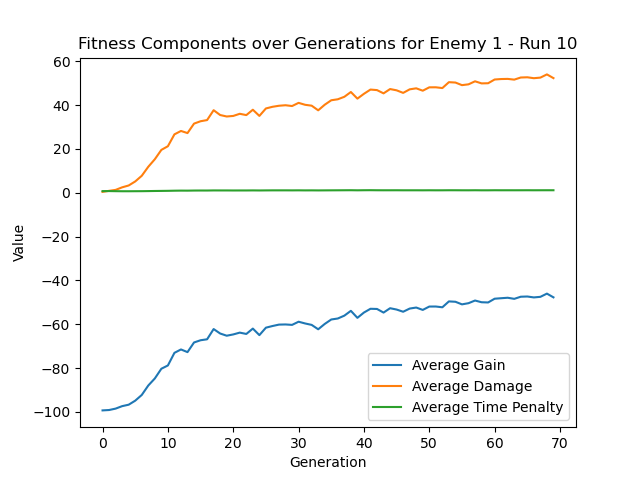 Fitness Components over Generations for Enemy 1 - Run 10
60
40
20
0
−20
−40
−60
−80
−100
Value
Average Gain
Average Damage
Average Time Penalty
0 10 20 30 40 50 60 70
Generation